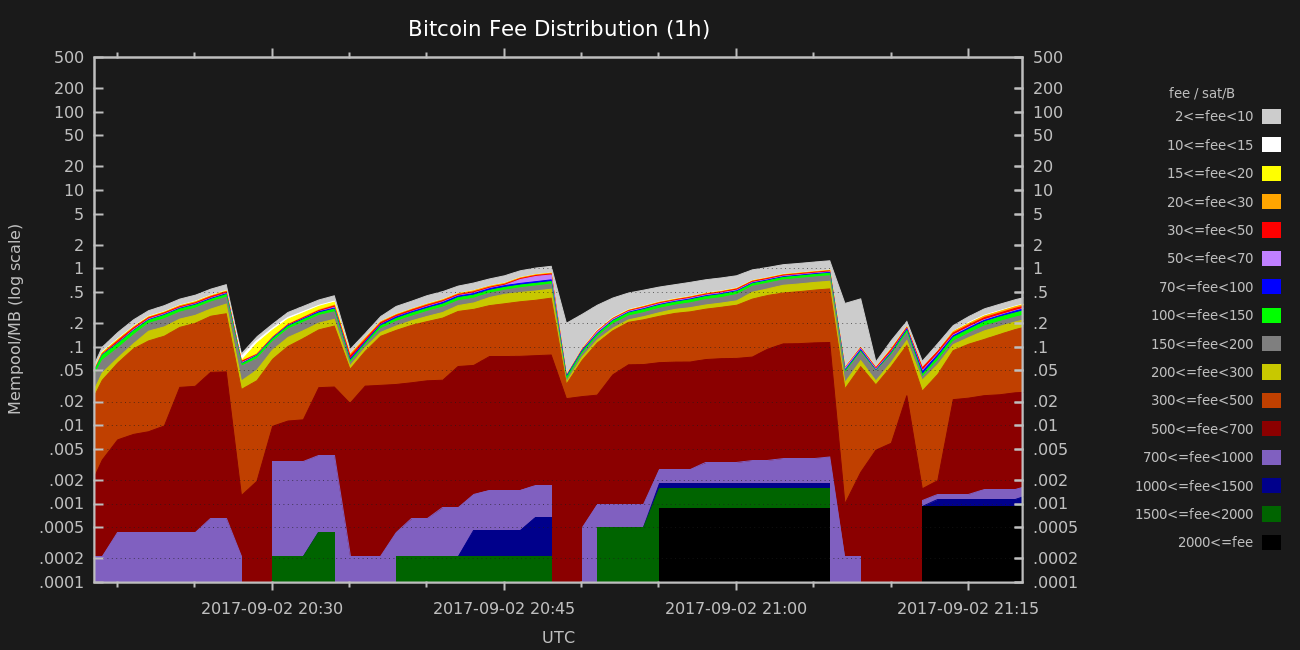 Bitcoin Fee Distribution (1h)
Mempool/MB (log scale)
500
200
100
50
20
10
5
2
1
.5
.2
.1
.05
.02
.01
.005
.002
.001
.0005
.0002
.0001
500
200
100
50
20
10
5
2
1
.5
.2
.1
.05
.02
.01
.005
.002
.001
.0005
.0002
.0001
2017-09-02 20:30
2017-09-02 20:45
2017-09-02 21:00
2017-09-02 21:15
UTC
fee / sat/B
2<=fee<10
10<=fee<15
15<=fee<20
20<=fee<30
30<=fee<50
50<=fee<70
70<=fee<100
100<=fee<150
150<=fee<200
200<=fee<300
300<=fee<500
500<=fee<700
700<=fee<1000
1000<=fee<1500
1500<=fee<2000
2000<=fee